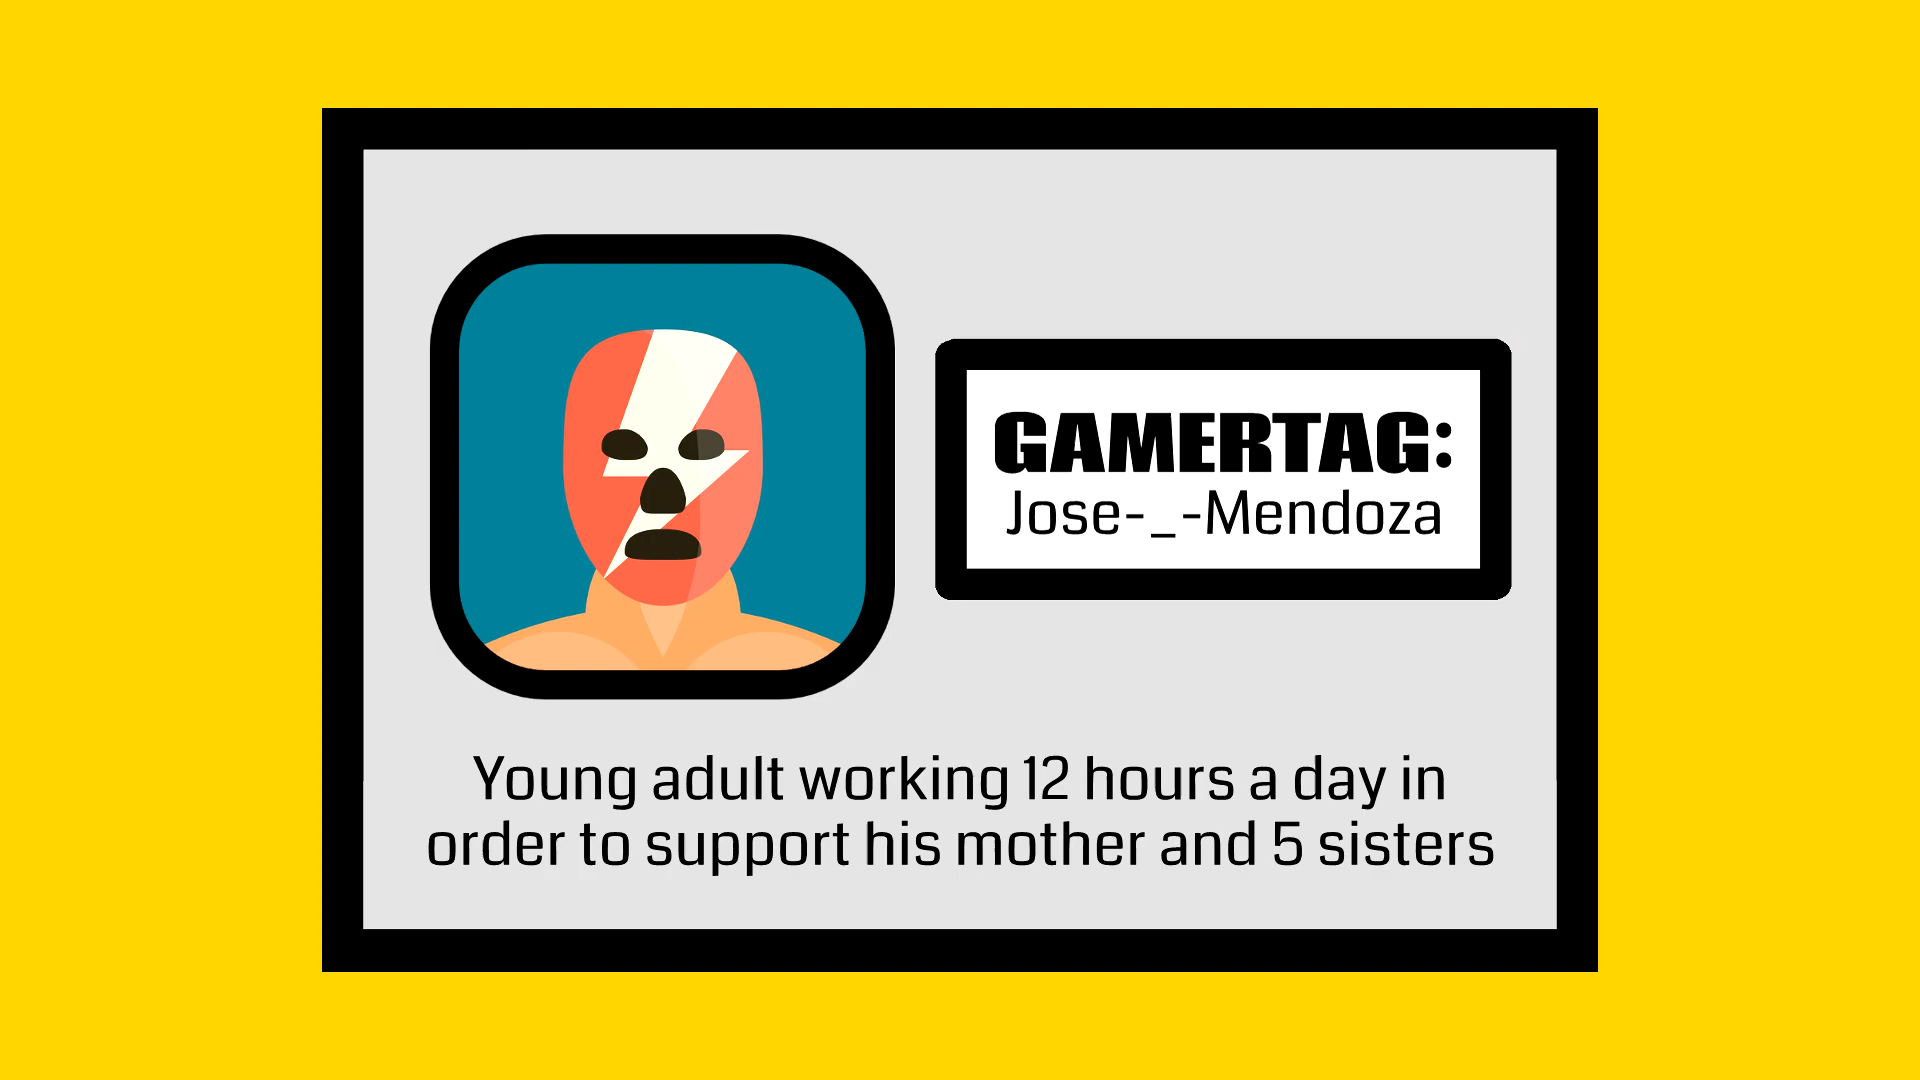 GAMERTAG:
Jose-_-Mendoza
Young adult working 12 hours a day in
order to support his mother and 5 sisters